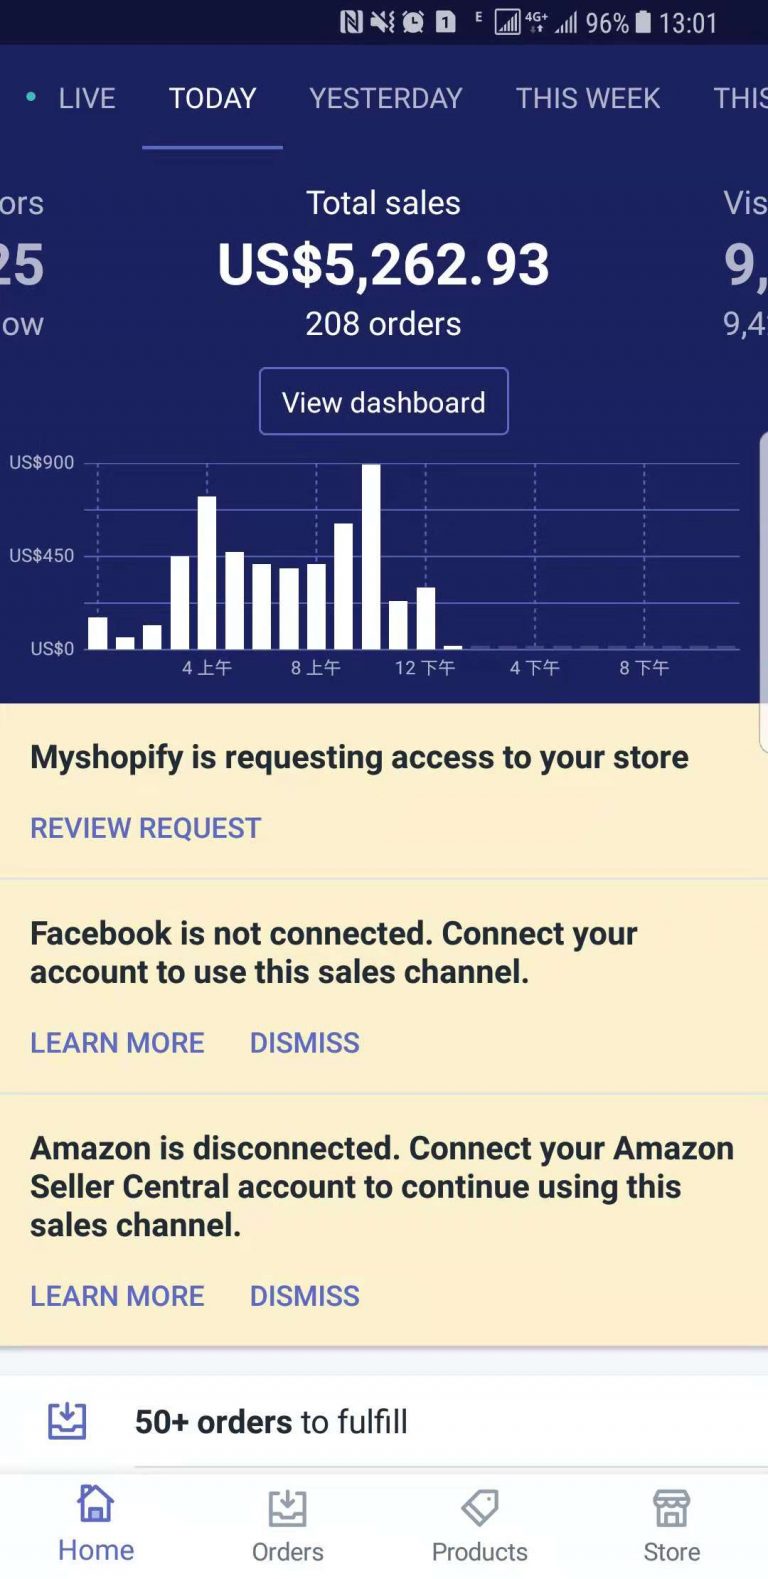 1 E 4G+ 96% 13:01
LIVE TODAY YESTERDAY THIS WEEK THIS
ors Total sales Vis
25 US$5,262.93 9,
ow 208 orders 9,4
View dashboard
US$900
US$450
US$0
4 上午 8 上午 12 下午 4 下午 8 下午
Myshopify is requesting access to your store
REVIEW REQUEST
Facebook is not connected. Connect your
account to use this sales channel.
LEARN MORE DISMISS
Amazon is disconnected. Connect your Amazon
Seller Central account to continue using this
sales channel.
LEARN MORE DISMISS
50+ orders to fulfill
Home Orders Products Store